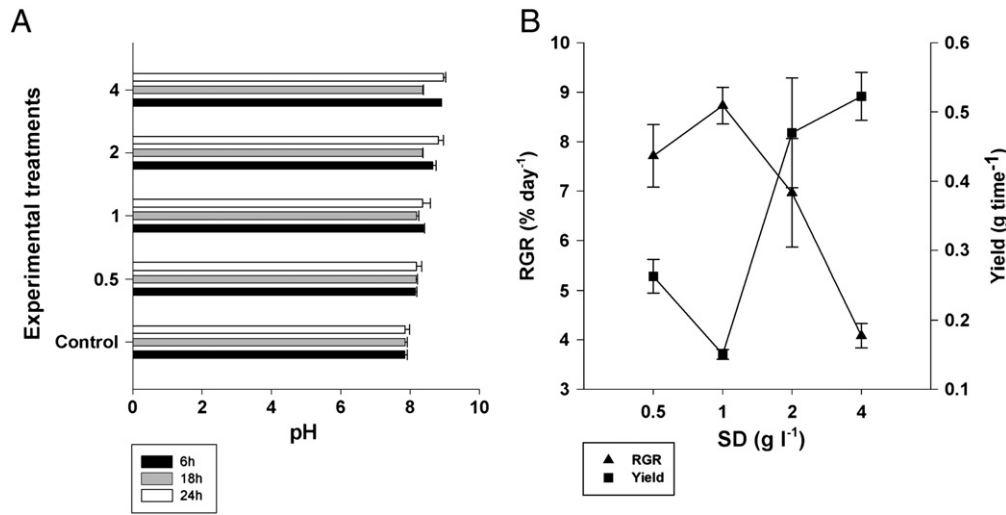 A
Experimental treatments
4
2
1
0.5
Control
0 2 4 6 8 10
pH
6h
18h
24h
B
RGR (% day-1)
10
9
8
7
6
5
4
3
0.6
0.5
0.4
0.3
0.2
0.1
Yield (g time-1)
0.5 1 2 4
SD (g l-1)
RGR
Yield